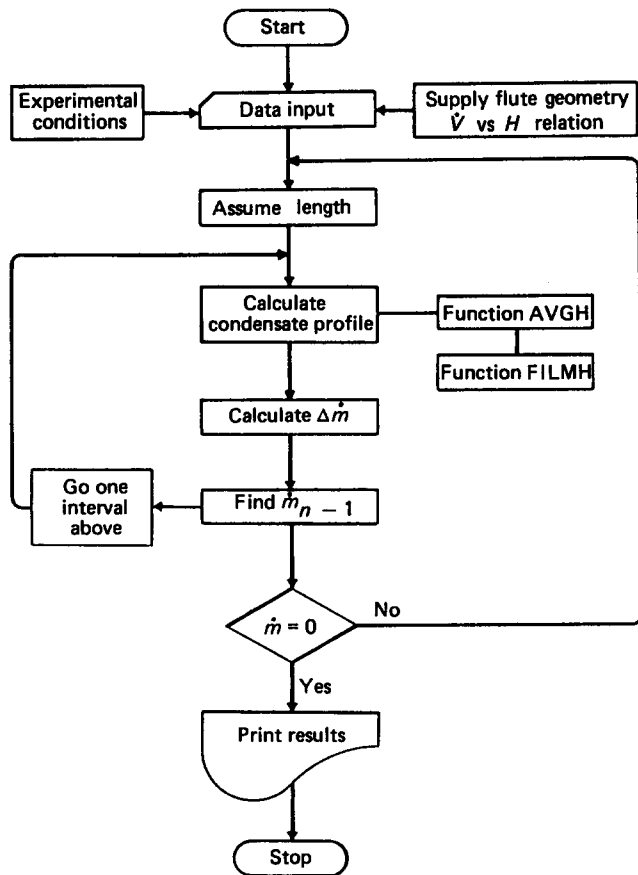 Start
Experimental
conditions
Data input
Supply flute geometry
V̇ vs H relation
Assume length
Calculate
condensate profile
Function AVGH
Function FILMH
Calculate Δṁ
Go one
interval
above
Find ṁn − 1
ṁ = 0
No
Yes
Print results
Stop